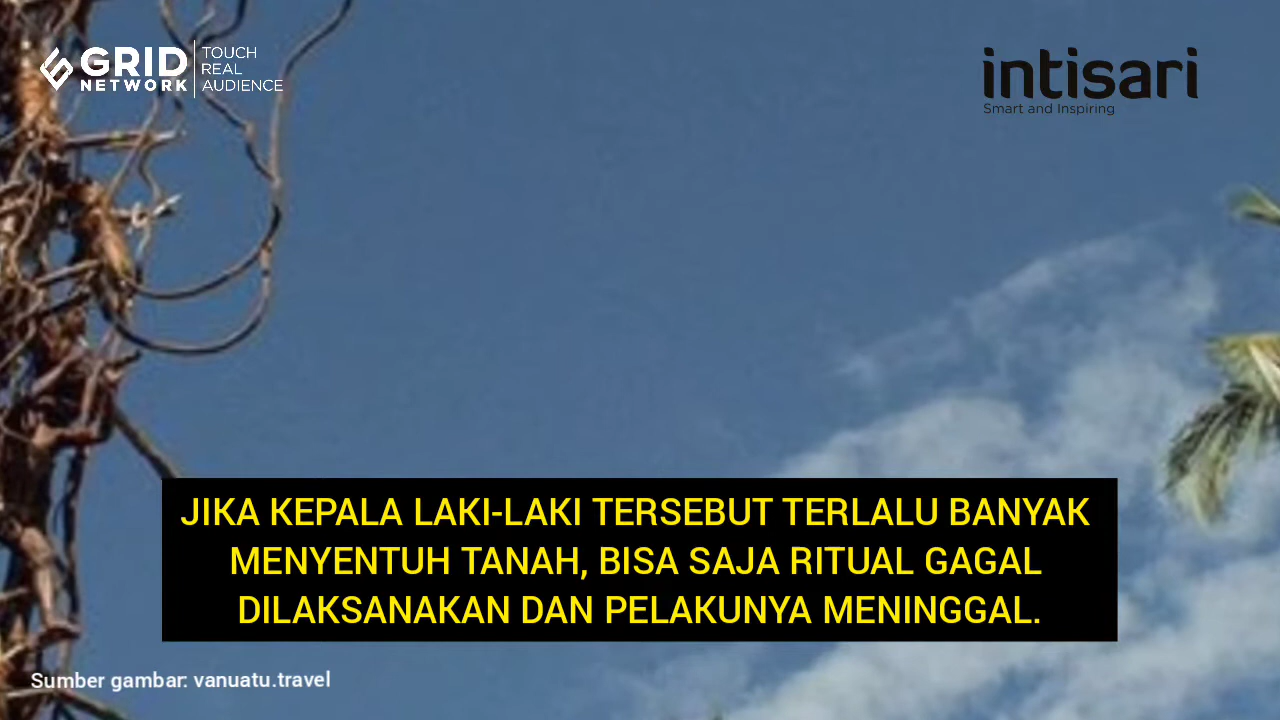 GRID
NETWORK
TOUCH
REAL
AUDIENCE
intisari
Smart and Inspiring
JIKA KEPALA LAKI-LAKI TERSEBUT TERLALU BANYAK
MENYENTUH TANAH, BISA SAJA RITUAL GAGAL
DILAKSANAKAN DAN PELAKUNYA MENINGGAL.
Sumber gambar: vanuatu.travel